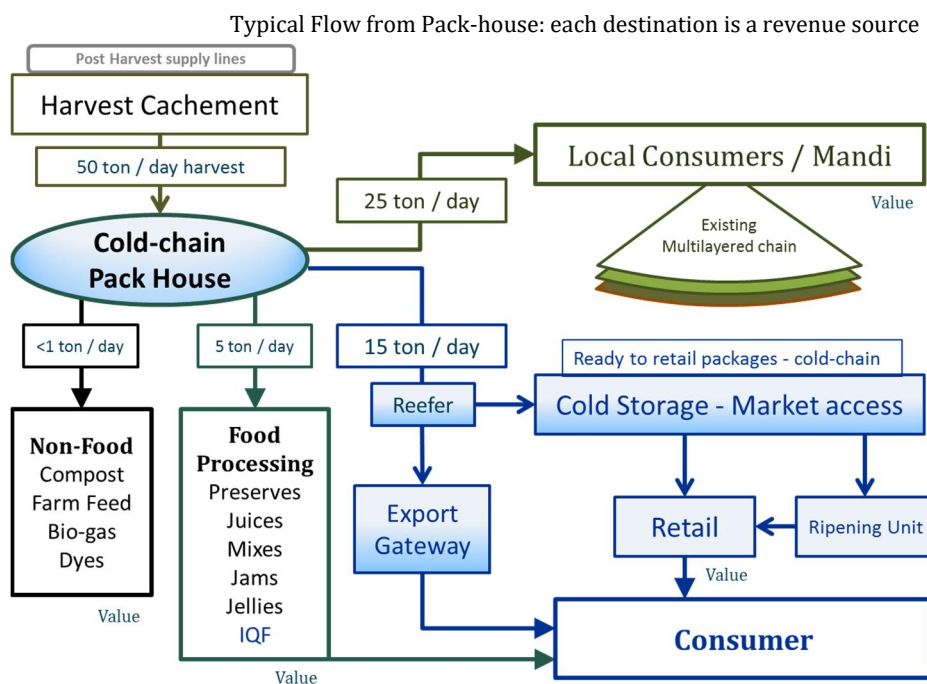 Typical Flow from Pack-house: each destination is a revenue source
Post Harvest supply lines
Harvest Cachement
50 ton / day harvest
Cold-chain
Pack House
25 ton / day
Local Consumers / Mandi
Value
Existing
Multilayered chain
<1 ton / day
5 ton / day
15 ton / day
Reefer
Ready to retail packages - cold-chain
Cold Storage - Market access
Non-Food
Compost
Farm Feed
Bio-gas
Dyes
Value
Food
Processing
Preserves
Juices
Mixes
Jams
Jellies
IQF
Value
Export
Gateway
Retail
Ripening Unit
Value
Consumer